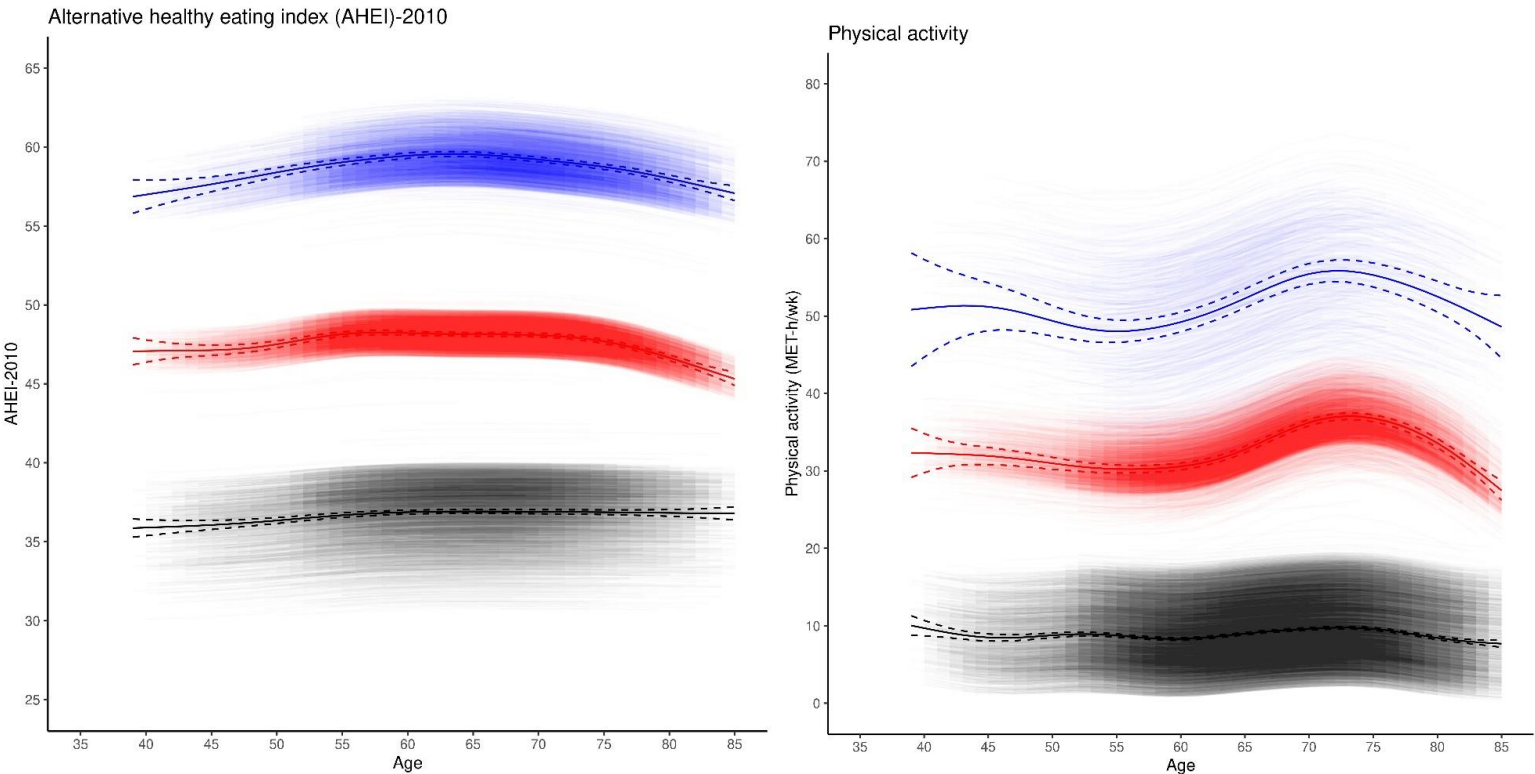 Alternative healthy eating index (AHEI)-2010
65
60
55
50
45
40
35
30
25
AHEI-2010
35 40 45 50 55 60 65 70 75 80 85
Age
Physical activity
80
70
60
50
40
30
20
10
0
Physical activity (MET-h/wk)
35 40 45 50 55 60 65 70 75 80 85
Age